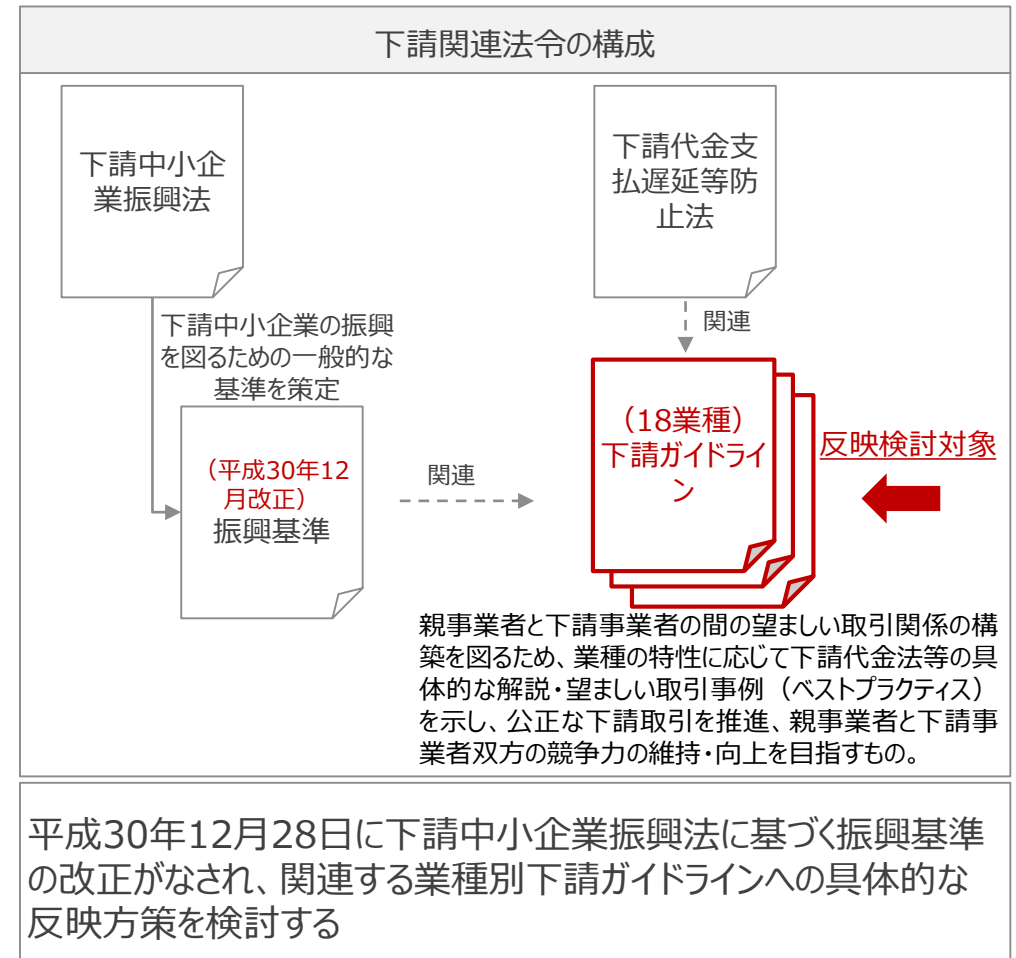 下請関連法令の構成
下請中小企
業振興法
下請代金支
払遅延等防
止法
下請中小企業の振興
を図るための一般的な
基準を策定
関連
（平成30年12
月改正）
振興基準
関連
（18業種）
下請ガイドライ
ン
反映検討対象
親事業者と下請事業者の間の望ましい取引関係の構
築を図るため、業種の特性に応じて下請代金法等の具
体的な解説・望ましい取引事例（ベストプラクティス）
を示し、公正な下請取引を推進、親事業者と下請事
業者双方の競争力の維持・向上を目指すもの。
平成30年12月28日に下請中小企業振興法に基づく振興基準
の改正がなされ、関連する業種別下請ガイドラインへの具体的な
反映方策を検討する